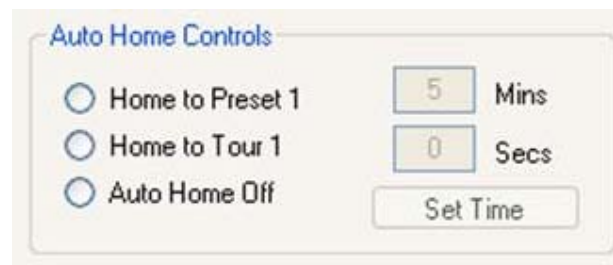 Auto Home Controls
Home to Preset 1 5 Mins
Home to Tour 1 0 Secs
Auto Home Off Set Time